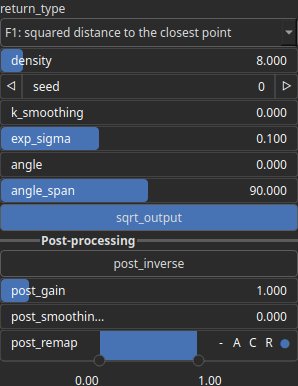 return_type
F1: squared distance to the closest point
density 8.000
seed 0
k_smoothing 0.000
exp_sigma 0.100
angle 0.000
angle_span 90.000
sqrt_output
Post-processing
post_inverse
post_gain 1.000
post_smoothin... 0.000
post_remap - A C R
0.00 1.00